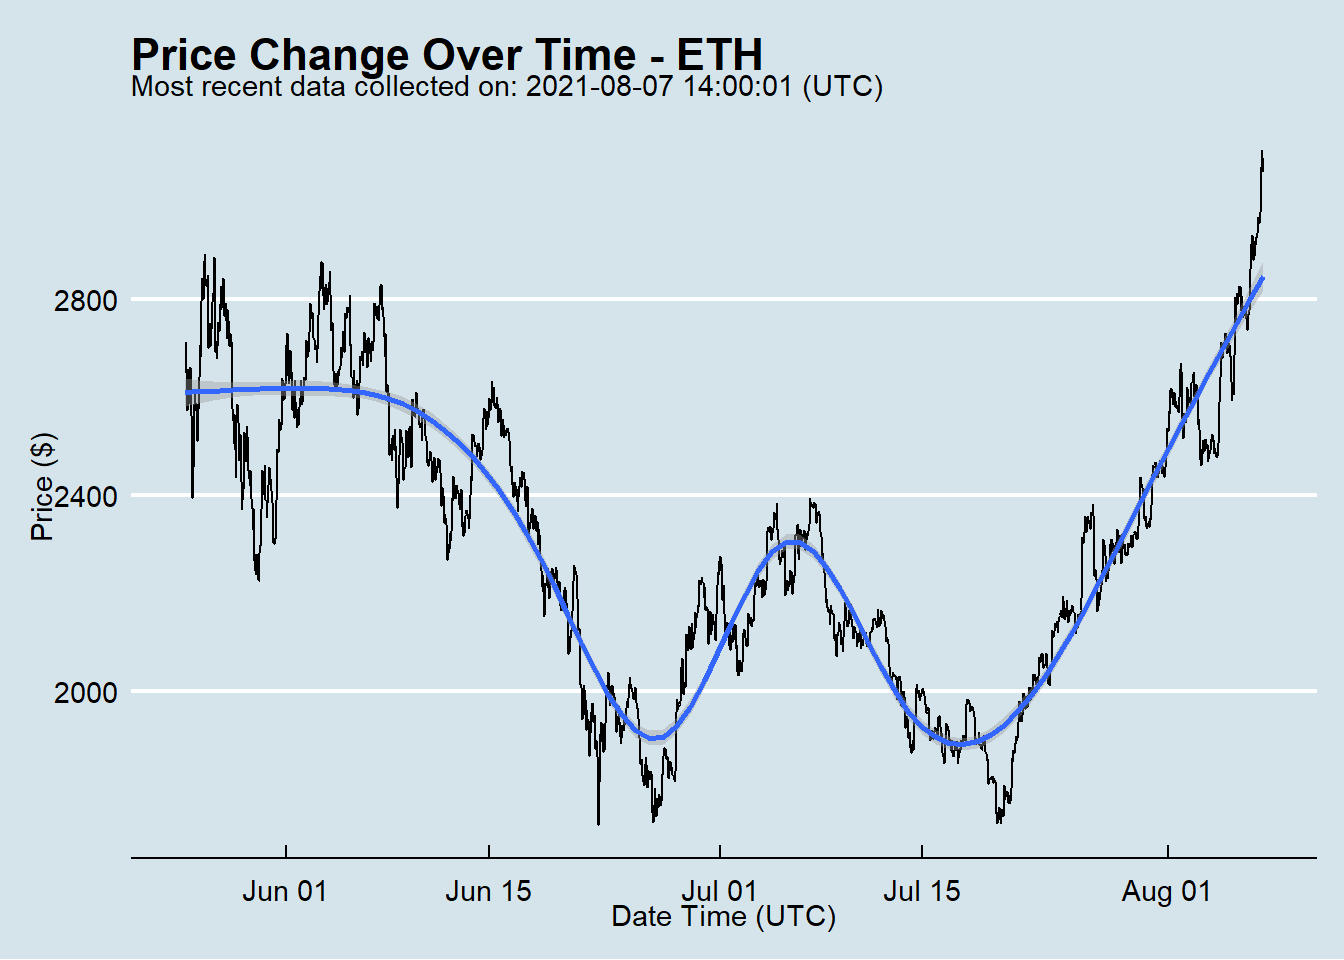 Price Change Over Time - ETH
Most recent data collected on: 2021-08-07 14:00:01 (UTC)
Price ($)
2800
2400
2000
Jun 01
Jun 15
Jul 01
Jul 15
Aug 01
Date Time (UTC)